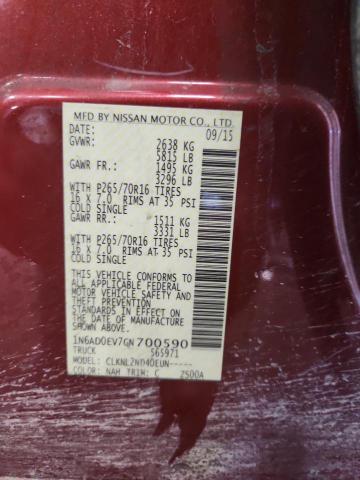 MFD BY NISSAN MOTOR CO., LTD.
DATE: 09/15
GVWR: 2638 KG
5815 LB
GAWR FR.: 1495 KG
3296 LB
WITH P265/70R16 TIRES
16 X 7.0 RIMS AT 35 PSI
COLD SINGLE
GAWR RR.: 1511 KG
3331 LB
WITH P265/70R16 TIRES
16 X 7.0 RIMS AT 35 PSI
COLD SINGLE
THIS VEHICLE CONFORMS TO
ALL APPLICABLE FEDERAL
MOTOR VEHICLE SAFETY AND
THEFT PREVENTION
STANDARDS IN EFFECT ON
THE DATE OF MANUFACTURE
SHOWN ABOVE.
1N6AD0EV7GN700590
TRUCK 565971
MODEL: CLKNL2ND40EUN-----
COLOR: NAH TRIM: C 2500A